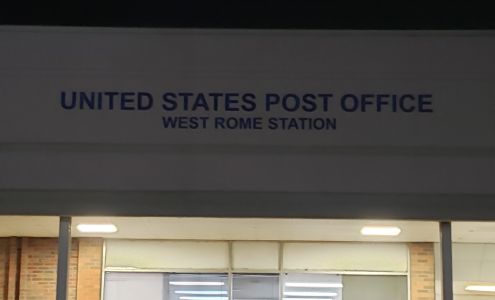 UNITED STATES POST OFFICE
WEST ROME STATION